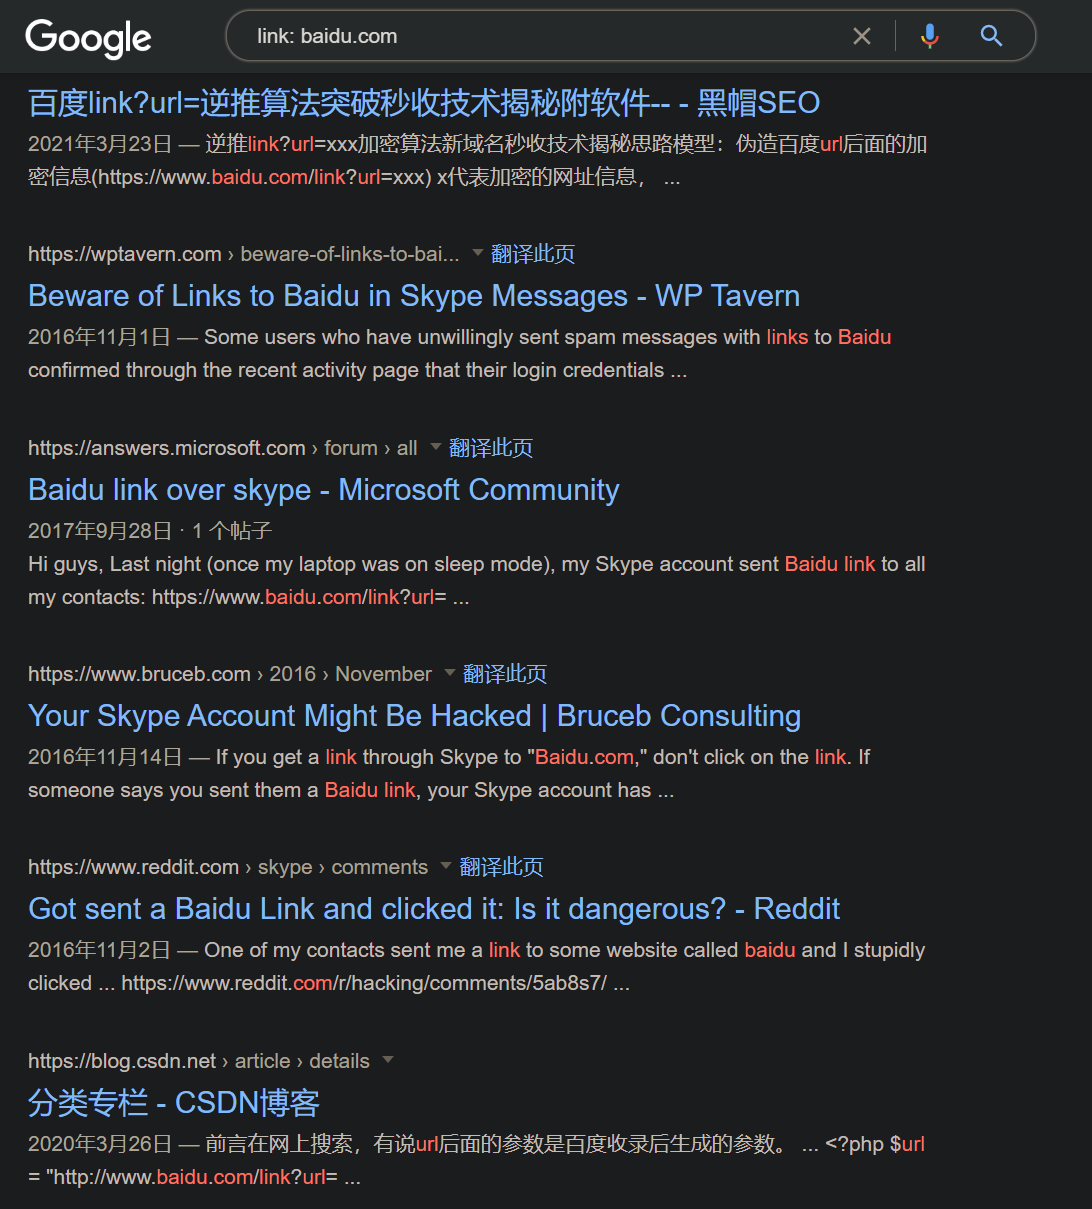 Google
link: baidu.com
百度link?url=逆推算法突破秒收技术揭秘附软件-- - 黑帽SEO
2021年3月23日 — 逆推link?url=xxx加密算法新域名秒收技术揭秘思路模型：伪造百度url后面的加
密信息(https://www.baidu.com/link?url=xxx) x代表加密的网址信息， ...
https://wptavern.com › beware-of-links-to-bai... 翻译此页
Beware of Links to Baidu in Skype Messages - WP Tavern
2016年11月1日 — Some users who have unwillingly sent spam messages with links to Baidu
confirmed through the recent activity page that their login credentials ...
https://answers.microsoft.com › forum › all 翻译此页
Baidu link over skype - Microsoft Community
2017年9月28日 · 1 个帖子
Hi guys, Last night (once my laptop was on sleep mode), my Skype account sent Baidu link to all
my contacts: https://www.baidu.com/link?url= ...
https://www.bruceb.com › 2016 › November 翻译此页
Your Skype Account Might Be Hacked | Bruceb Consulting
2016年11月14日 — If you get a link through Skype to "Baidu.com," don't click on the link. If
someone says you sent them a Baidu link, your Skype account has ...
https://www.reddit.com › skype › comments 翻译此页
Got sent a Baidu Link and clicked it: Is it dangerous? - Reddit
2016年11月2日 — One of my contacts sent me a link to some website called baidu and I stupidly
clicked ... https://www.reddit.com/r/hacking/comments/5ab8s7/ ...
https://blog.csdn.net › article › details
分类专栏 - CSDN博客
2020年3月26日 — 前言在网上搜索，有说url后面的参数是百度收录后生成的参数。 ... <?php $url
= "http://www.baidu.com/link?url= ...